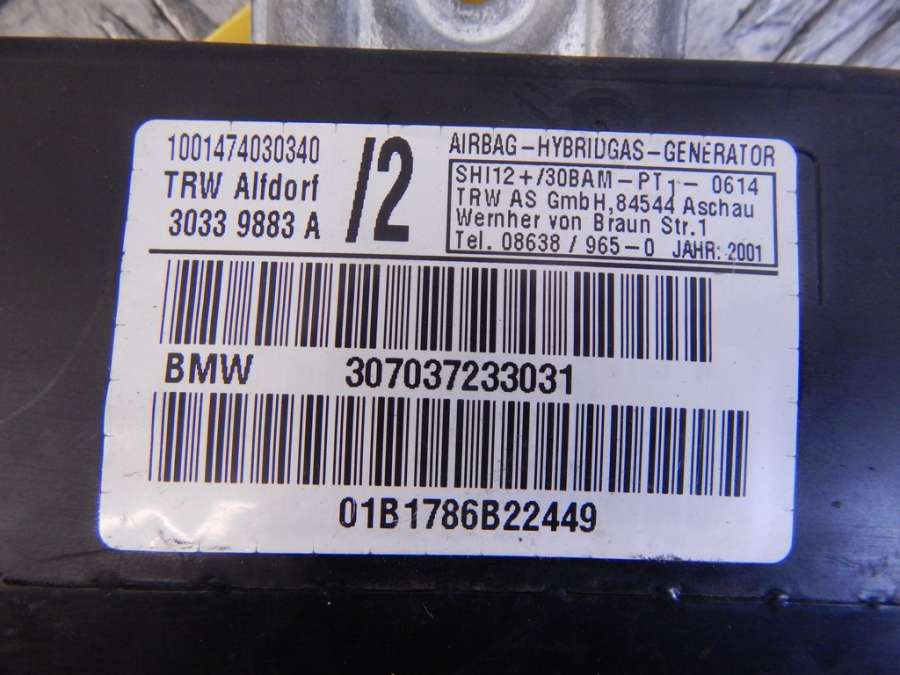 1001474030340
TRW Alfdorf
3033 9883 A
/2
AIRBAG-HYBRIDGAS-GENERATOR
SHI12+/30BAM-PT1- 0614
TRW AS GmbH,84544 Aschau
Wernher von Braun Str.1
Tel. 08638 / 965-0 JAHR: 2001
BMW 307037233031
01B1786B22449